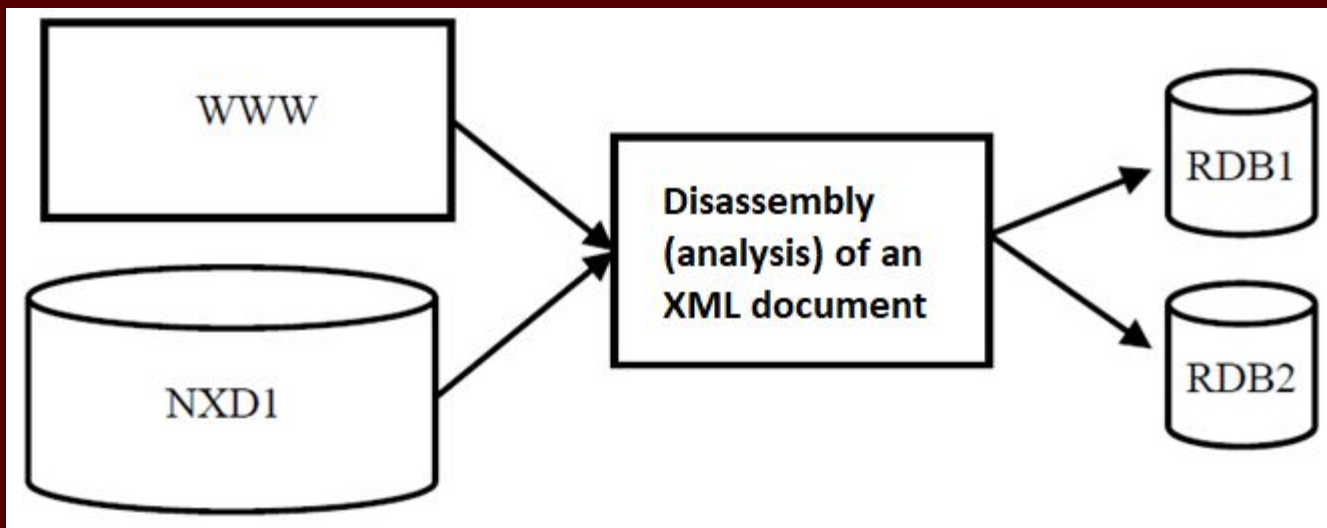 WWW
NXD1
Disassembly
(analysis) of an
XML document
RDB1
RDB2